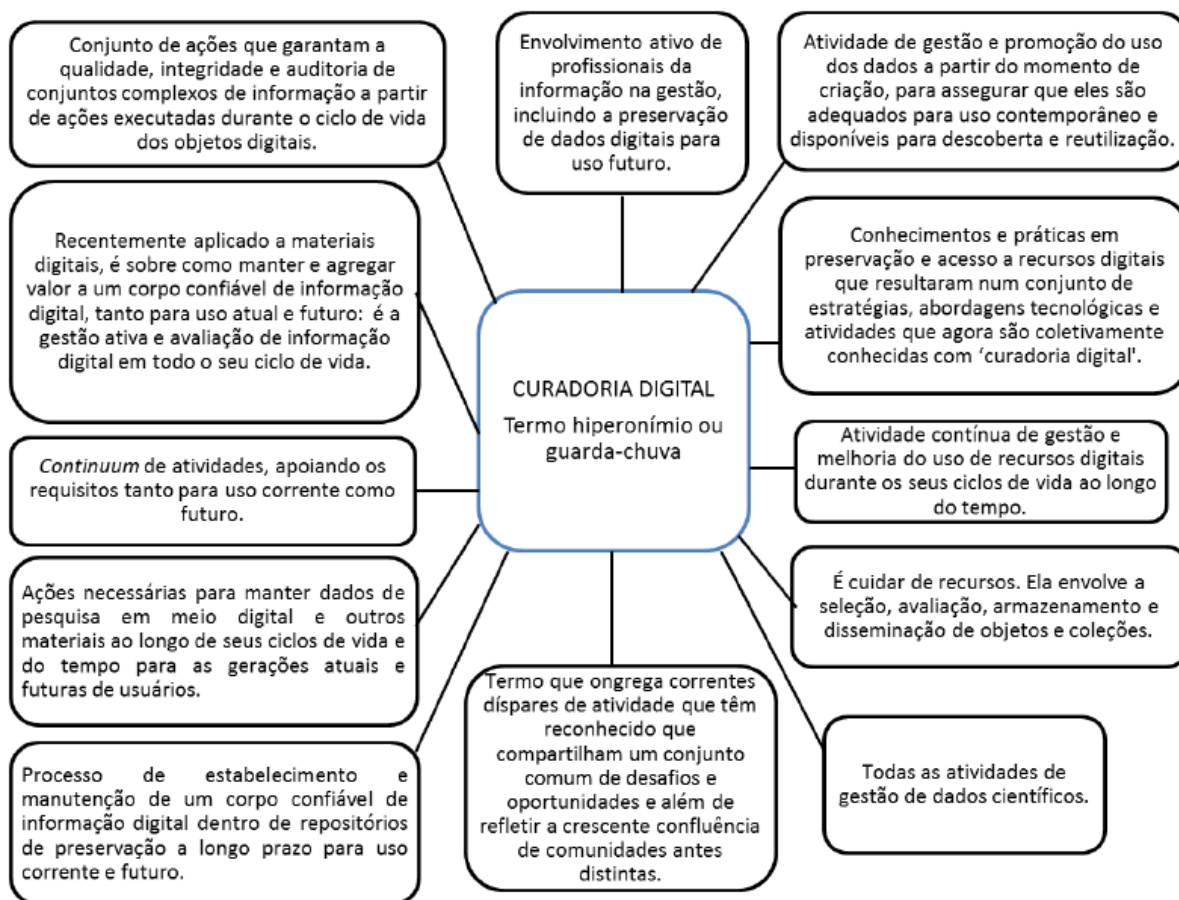 Conjunto de ações que garantam a
qualidade, integridade e auditoria de
conjuntos complexos de informação a partir
de ações executadas durante o ciclo de vida
dos objetos digitais.
Envolvimento ativo de
profissionais da
informação na gestão,
incluindo a preservação
de dados digitais para
uso futuro.
Atividade de gestão e promoção do uso
dos dados a partir do momento de
criação, para assegurar que eles são
adequados para uso contemporâneo e
disponíveis para descoberta e reutilização.
Recentemente aplicado a materiais
digitais, é sobre como manter e agregar
valor a um corpo confiável de informação
digital, tanto para uso atual e futuro: é a
gestão ativa e avaliação de informação
digital em todo o seu ciclo de vida.
Conhecimentos e práticas em
preservação e acesso a recursos digitais
que resultaram num conjunto de
estratégias, abordagens tecnológicas e
atividades que agora são coletivamente
conhecidas com ‘curadoria digital'.
CURADORIA DIGITAL
Termo hiperonímio ou
guarda-chuva
Continuum de atividades, apoiando os
requisitos tanto para uso corrente como
futuro.
Atividade contínua de gestão e
melhoria do uso de recursos digitais
durante os seus ciclos de vida ao longo
do tempo.
Ações necessárias para manter dados de
pesquisa em meio digital e outros
materiais ao longo de seus ciclos de vida e
do tempo para as gerações atuais e
futuras de usuários.
É cuidar de recursos. Ela envolve a
seleção, avaliação, armazenamento e
disseminação de objetos e coleções.
Processo de estabelecimento e
manutenção de um corpo confiável de
informação digital dentro de repositórios
de preservação a longo prazo para uso
corrente e futuro.
Termo que ongrega correntes
díspares de atividade que têm
reconhecido que
compartilham um conjunto
comum de desafios e
oportunidades e além de
refletir a crescente confluência
de comunidades antes
distintas.
Todas as atividades de
gestão de dados científicos.